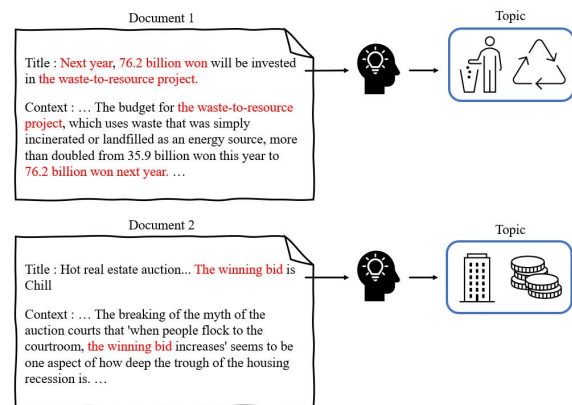 Document 1
Topic
Title : Next year, 76.2 billion won will be invested
in the waste-to-resource project.
Context : … The budget for the waste-to-resource
project, which uses waste that was simply
incinerated or landfilled as an energy source, more
than doubled from 35.9 billion won this year to
76.2 billion won next year. …
Document 2
Topic
Title : Hot real estate auction... The winning bid is
Chill
Context : … The breaking of the myth of the
auction courts that 'when people flock to the
courtroom, the winning bid increases' seems to be
one aspect of how deep the trough of the housing
recession is. …